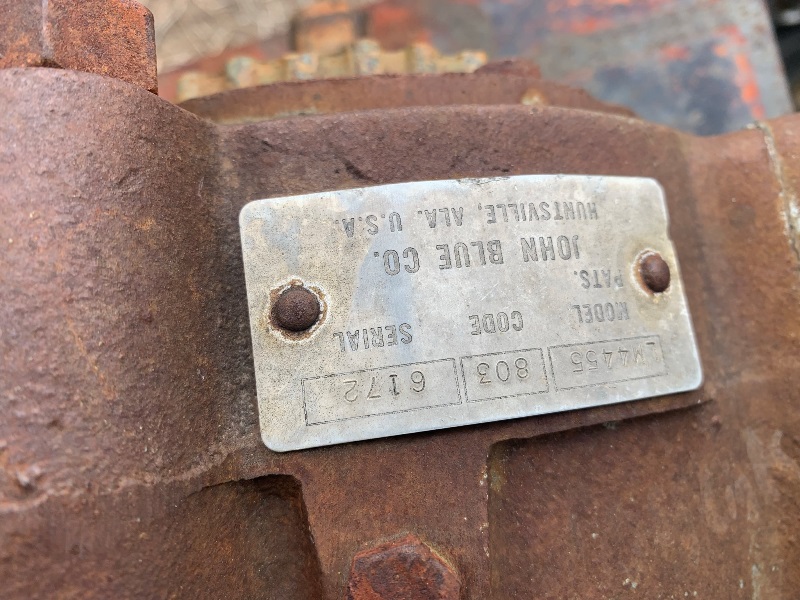 LM4455 803 6172
MODEL CODE SERIAL
PATS.
JOHN BLUE CO.
HUNTSVILLE, ALA. U.S.A.